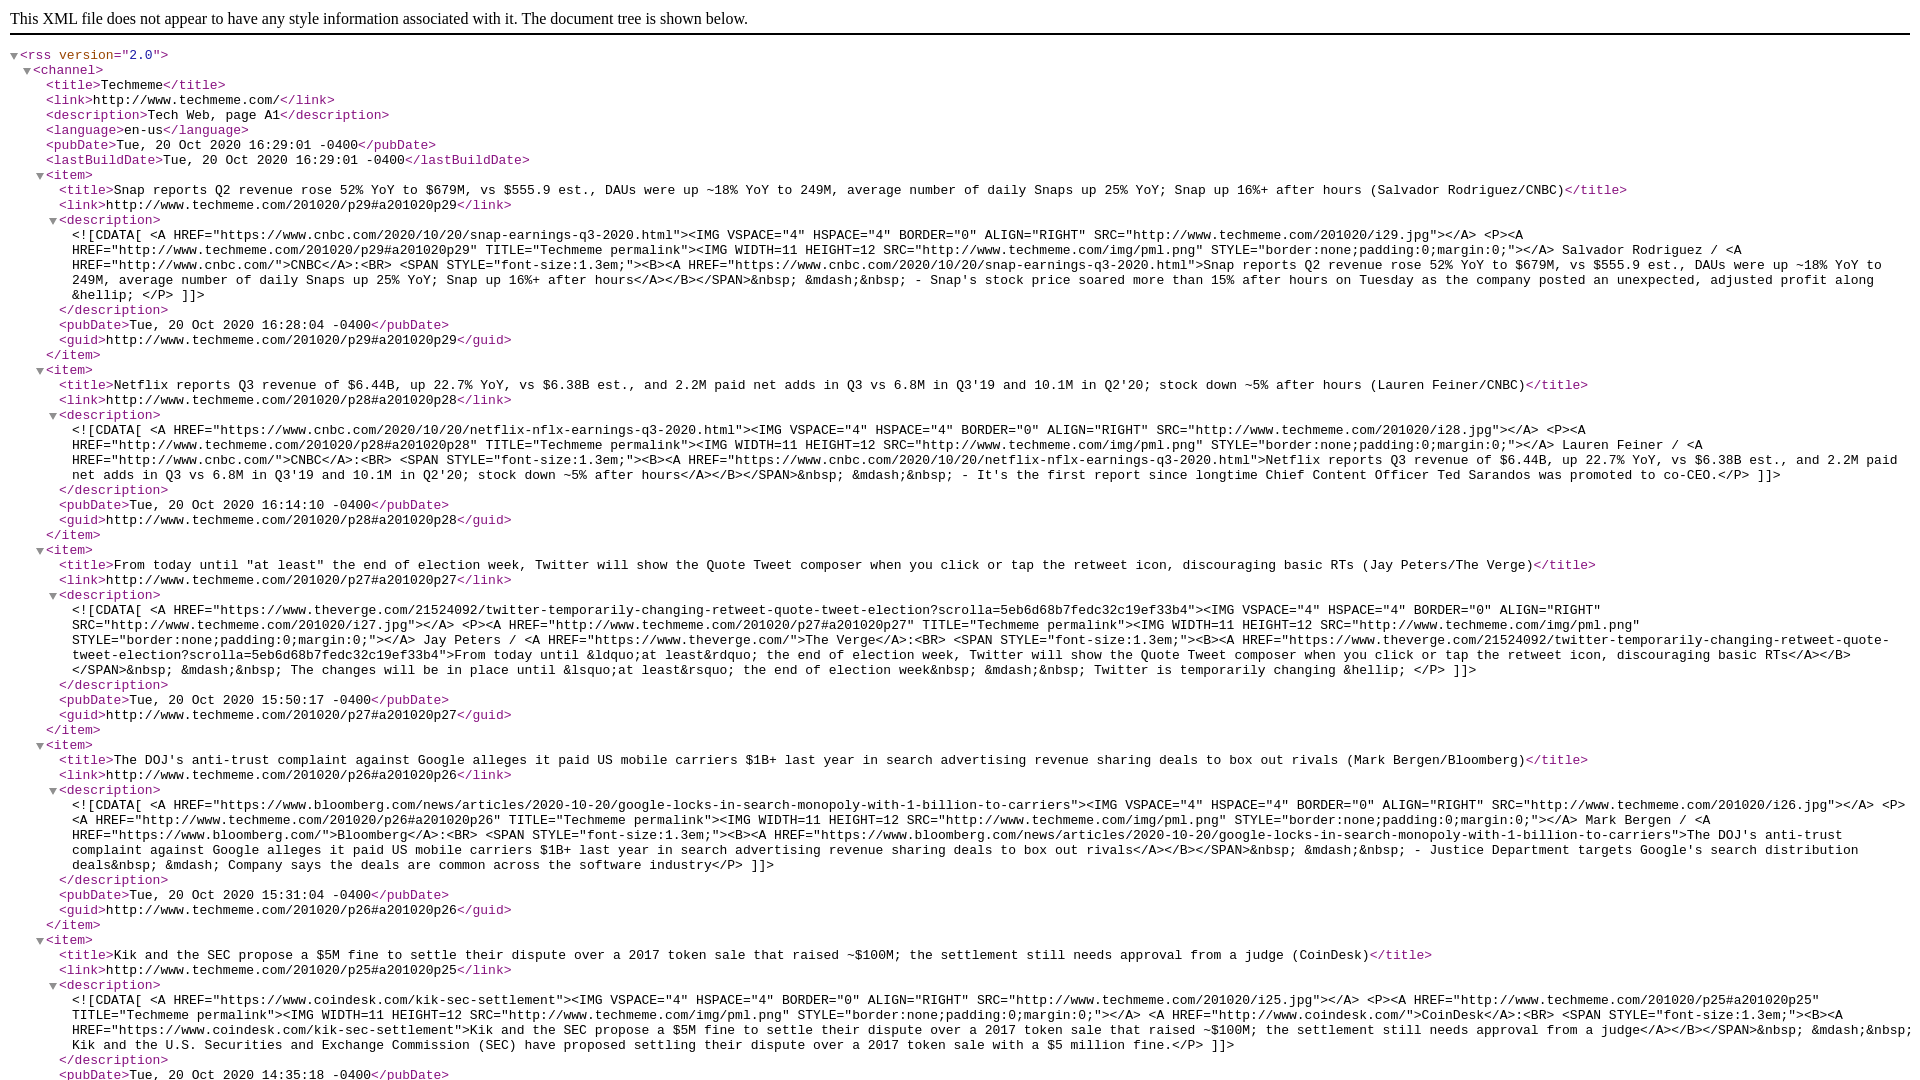 This XML file does not appear to have any style information associated with it. The document tree is shown below.
<rss version="2.0">
<channel>
<title>Techmeme</title>
<link>http://www.techmeme.com/</link>
<description>Tech Web, page A1</description>
<language>en-us</language>
<pubDate>Tue, 20 Oct 2020 16:29:01 -0400</pubDate>
<lastBuildDate>Tue, 20 Oct 2020 16:29:01 -0400</lastBuildDate>
<item>
<title>Snap reports Q2 revenue rose 52% YoY to $679M, vs $555.9 est., DAUs were up ~18% YoY to 249M, average number of daily Snaps up 25% YoY; Snap up 16%+ after hours (Salvador Rodriguez/CNBC)</title>
<link>http://www.techmeme.com/201020/p29#a201020p29</link>
<description>
<![CDATA[ <A HREF="https://www.cnbc.com/2020/10/20/snap-earnings-q3-2020.html"><IMG VSPACE="4" HSPACE="4" BORDER="0" ALIGN="RIGHT" SRC="http://www.techmeme.com/201020/i29.jpg"></A> <P><A
HREF="http://www.techmeme.com/201020/p29#a201020p29" TITLE="Techmeme permalink"><IMG WIDTH=11 HEIGHT=12 SRC="http://www.techmeme.com/img/pml.png" STYLE="border:none;padding:0;margin:0;"></A> Salvador Rodriguez / <A
HREF="http://www.cnbc.com/">CNBC</A>:<BR> <SPAN STYLE="font-size:1.3em;"><B><A HREF="https://www.cnbc.com/2020/10/20/snap-earnings-q3-2020.html">Snap reports Q2 revenue rose 52% YoY to $679M, vs $555.9 est., DAUs were up ~18% YoY to
249M, average number of daily Snaps up 25% YoY; Snap up 16%+ after hours</A></B></SPAN>&nbsp; &mdash;&nbsp; - Snap's stock price soared more than 15% after hours on Tuesday as the company posted an unexpected, adjusted profit along
&hellip; </P> ]]>
</description>
<pubDate>Tue, 20 Oct 2020 16:28:04 -0400</pubDate>
<guid>http://www.techmeme.com/201020/p29#a201020p29</guid>
</item>
<item>
<title>Netflix reports Q3 revenue of $6.44B, up 22.7% YoY, vs $6.38B est., and 2.2M paid net adds in Q3 vs 6.8M in Q3'19 and 10.1M in Q2'20; stock down ~5% after hours (Lauren Feiner/CNBC)</title>
<link>http://www.techmeme.com/201020/p28#a201020p28</link>
<description>
<![CDATA[ <A HREF="https://www.cnbc.com/2020/10/20/netflix-nflx-earnings-q3-2020.html"><IMG VSPACE="4" HSPACE="4" BORDER="0" ALIGN="RIGHT" SRC="http://www.techmeme.com/201020/i28.jpg"></A> <P><A
HREF="http://www.techmeme.com/201020/p28#a201020p28" TITLE="Techmeme permalink"><IMG WIDTH=11 HEIGHT=12 SRC="http://www.techmeme.com/img/pml.png" STYLE="border:none;padding:0;margin:0;"></A> Lauren Feiner / <A
HREF="http://www.cnbc.com/">CNBC</A>:<BR> <SPAN STYLE="font-size:1.3em;"><B><A HREF="https://www.cnbc.com/2020/10/20/netflix-nflx-earnings-q3-2020.html">Netflix reports Q3 revenue of $6.44B, up 22.7% YoY, vs $6.38B est., and 2.2M paid
net adds in Q3 vs 6.8M in Q3'19 and 10.1M in Q2'20; stock down ~5% after hours</A></B></SPAN>&nbsp; &mdash;&nbsp; - It's the first report since longtime Chief Content Officer Ted Sarandos was promoted to co-CEO.</P> ]]>
</description>
<pubDate>Tue, 20 Oct 2020 16:14:10 -0400</pubDate>
<guid>http://www.techmeme.com/201020/p28#a201020p28</guid>
</item>
<item>
<title>From today until "at least" the end of election week, Twitter will show the Quote Tweet composer when you click or tap the retweet icon, discouraging basic RTs (Jay Peters/The Verge)</title>
<link>http://www.techmeme.com/201020/p27#a201020p27</link>
<description>
<![CDATA[ <A HREF="https://www.theverge.com/21524092/twitter-temporarily-changing-retweet-quote-tweet-election?scrolla=5eb6d68b7fedc32c19ef33b4"><IMG VSPACE="4" HSPACE="4" BORDER="0" ALIGN="RIGHT"
SRC="http://www.techmeme.com/201020/i27.jpg"></A> <P><A HREF="http://www.techmeme.com/201020/p27#a201020p27" TITLE="Techmeme permalink"><IMG WIDTH=11 HEIGHT=12 SRC="http://www.techmeme.com/img/pml.png"
STYLE="border:none;padding:0;margin:0;"></A> Jay Peters / <A HREF="https://www.theverge.com/">The Verge</A>:<BR> <SPAN STYLE="font-size:1.3em;"><B><A HREF="https://www.theverge.com/21524092/twitter-temporarily-changing-retweet-quote-
tweet-election?scrolla=5eb6d68b7fedc32c19ef33b4">From today until &ldquo;at least&rdquo; the end of election week, Twitter will show the Quote Tweet composer when you click or tap the retweet icon, discouraging basic RTs</A></B>
</SPAN>&nbsp; &mdash;&nbsp; The changes will be in place until &lsquo;at least&rsquo; the end of election week&nbsp; &mdash;&nbsp; Twitter is temporarily changing &hellip; </P> ]]>
</description>
<pubDate>Tue, 20 Oct 2020 15:50:17 -0400</pubDate>
<guid>http://www.techmeme.com/201020/p27#a201020p27</guid>
</item>
<item>
<title>The DOJ's anti-trust complaint against Google alleges it paid US mobile carriers $1B+ last year in search advertising revenue sharing deals to box out rivals (Mark Bergen/Bloomberg)</title>
<link>http://www.techmeme.com/201020/p26#a201020p26</link>
<description>
<![CDATA[ <A HREF="https://www.bloomberg.com/news/articles/2020-10-20/google-locks-in-search-monopoly-with-1-billion-to-carriers"><IMG VSPACE="4" HSPACE="4" BORDER="0" ALIGN="RIGHT" SRC="http://www.techmeme.com/201020/i26.jpg"></A> <P>
<A HREF="http://www.techmeme.com/201020/p26#a201020p26" TITLE="Techmeme permalink"><IMG WIDTH=11 HEIGHT=12 SRC="http://www.techmeme.com/img/pml.png" STYLE="border:none;padding:0;margin:0;"></A> Mark Bergen / <A
HREF="https://www.bloomberg.com/">Bloomberg</A>:<BR> <SPAN STYLE="font-size:1.3em;"><B><A HREF="https://www.bloomberg.com/news/articles/2020-10-20/google-locks-in-search-monopoly-with-1-billion-to-carriers">The DOJ's anti-trust
complaint against Google alleges it paid US mobile carriers $1B+ last year in search advertising revenue sharing deals to box out rivals</A></B></SPAN>&nbsp; &mdash;&nbsp; - Justice Department targets Google's search distribution
deals&nbsp; &mdash; Company says the deals are common across the software industry</P> ]]>
</description>
<pubDate>Tue, 20 Oct 2020 15:31:04 -0400</pubDate>
<guid>http://www.techmeme.com/201020/p26#a201020p26</guid>
</item>
<item>
<title>Kik and the SEC propose a $5M fine to settle their dispute over a 2017 token sale that raised ~$100M; the settlement still needs approval from a judge (CoinDesk)</title>
<link>http://www.techmeme.com/201020/p25#a201020p25</link>
<description>
<![CDATA[ <A HREF="https://www.coindesk.com/kik-sec-settlement"><IMG VSPACE="4" HSPACE="4" BORDER="0" ALIGN="RIGHT" SRC="http://www.techmeme.com/201020/i25.jpg"></A> <P><A HREF="http://www.techmeme.com/201020/p25#a201020p25"
TITLE="Techmeme permalink"><IMG WIDTH=11 HEIGHT=12 SRC="http://www.techmeme.com/img/pml.png" STYLE="border:none;padding:0;margin:0;"></A> <A HREF="http://www.coindesk.com/">CoinDesk</A>:<BR> <SPAN STYLE="font-size:1.3em;"><B><A
HREF="https://www.coindesk.com/kik-sec-settlement">Kik and the SEC propose a $5M fine to settle their dispute over a 2017 token sale that raised ~$100M; the settlement still needs approval from a judge</A></B></SPAN>&nbsp; &mdash;&nbsp;
Kik and the U.S. Securities and Exchange Commission (SEC) have proposed settling their dispute over a 2017 token sale with a $5 million fine.</P> ]]>
</description>
<pubDate>Tue, 20 Oct 2020 14:35:18 -0400</pubDate>